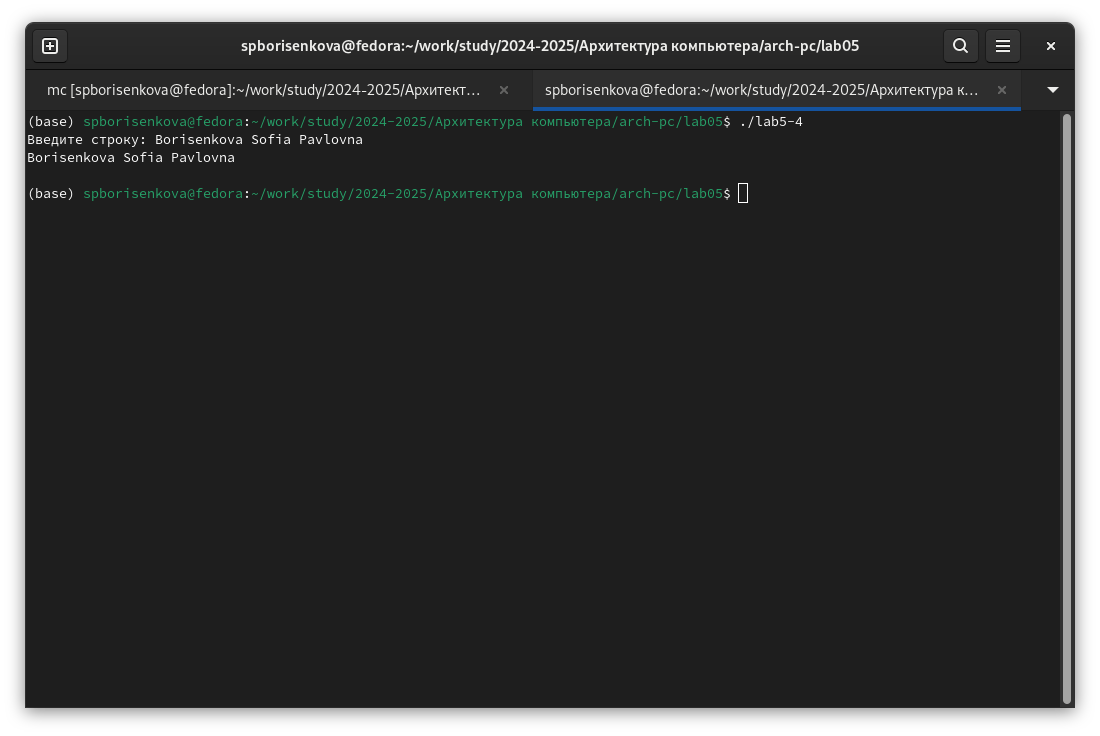 spborisenkova@fedora:~/work/study/2024-2025/Архитектура компьютера/arch-pc/lab05
mc [spborisenkova@fedora]:~/work/study/2024-2025/Архитект...
spborisenkova@fedora:~/work/study/2024-2025/Архитектура к...
(base) spborisenkova@fedora:~/work/study/2024-2025/Архитектура компьютера/arch-pc/lab05$ ./lab5-4
Введите строку: Borisenkova Sofia Pavlovna
Borisenkova Sofia Pavlovna
(base) spborisenkova@fedora:~/work/study/2024-2025/Архитектура компьютера/arch-pc/lab05$